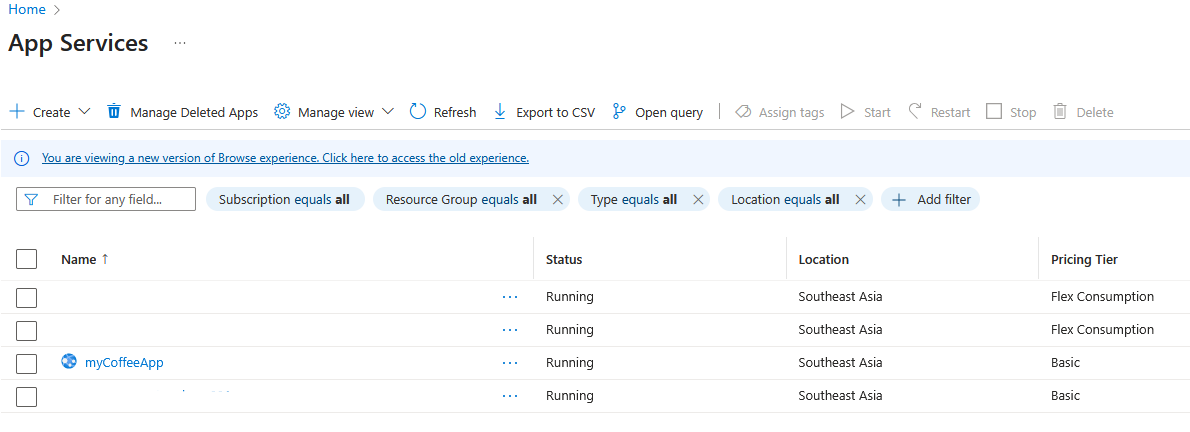 Home
App Services
Create Manage Deleted Apps Manage view Refresh Export to CSV Open query Assign tags Start Restart Stop Delete
You are viewing a new version of Browse experience. Click here to access the old experience.
Filter for any field... Subscription equals all Resource Group equals all Type equals all Location equals all Add filter
Name Status Location Pricing Tier
Running Southeast Asia Flex Consumption
Running Southeast Asia Flex Consumption
myCoffeeApp Running Southeast Asia Basic
Running Southeast Asia Basic